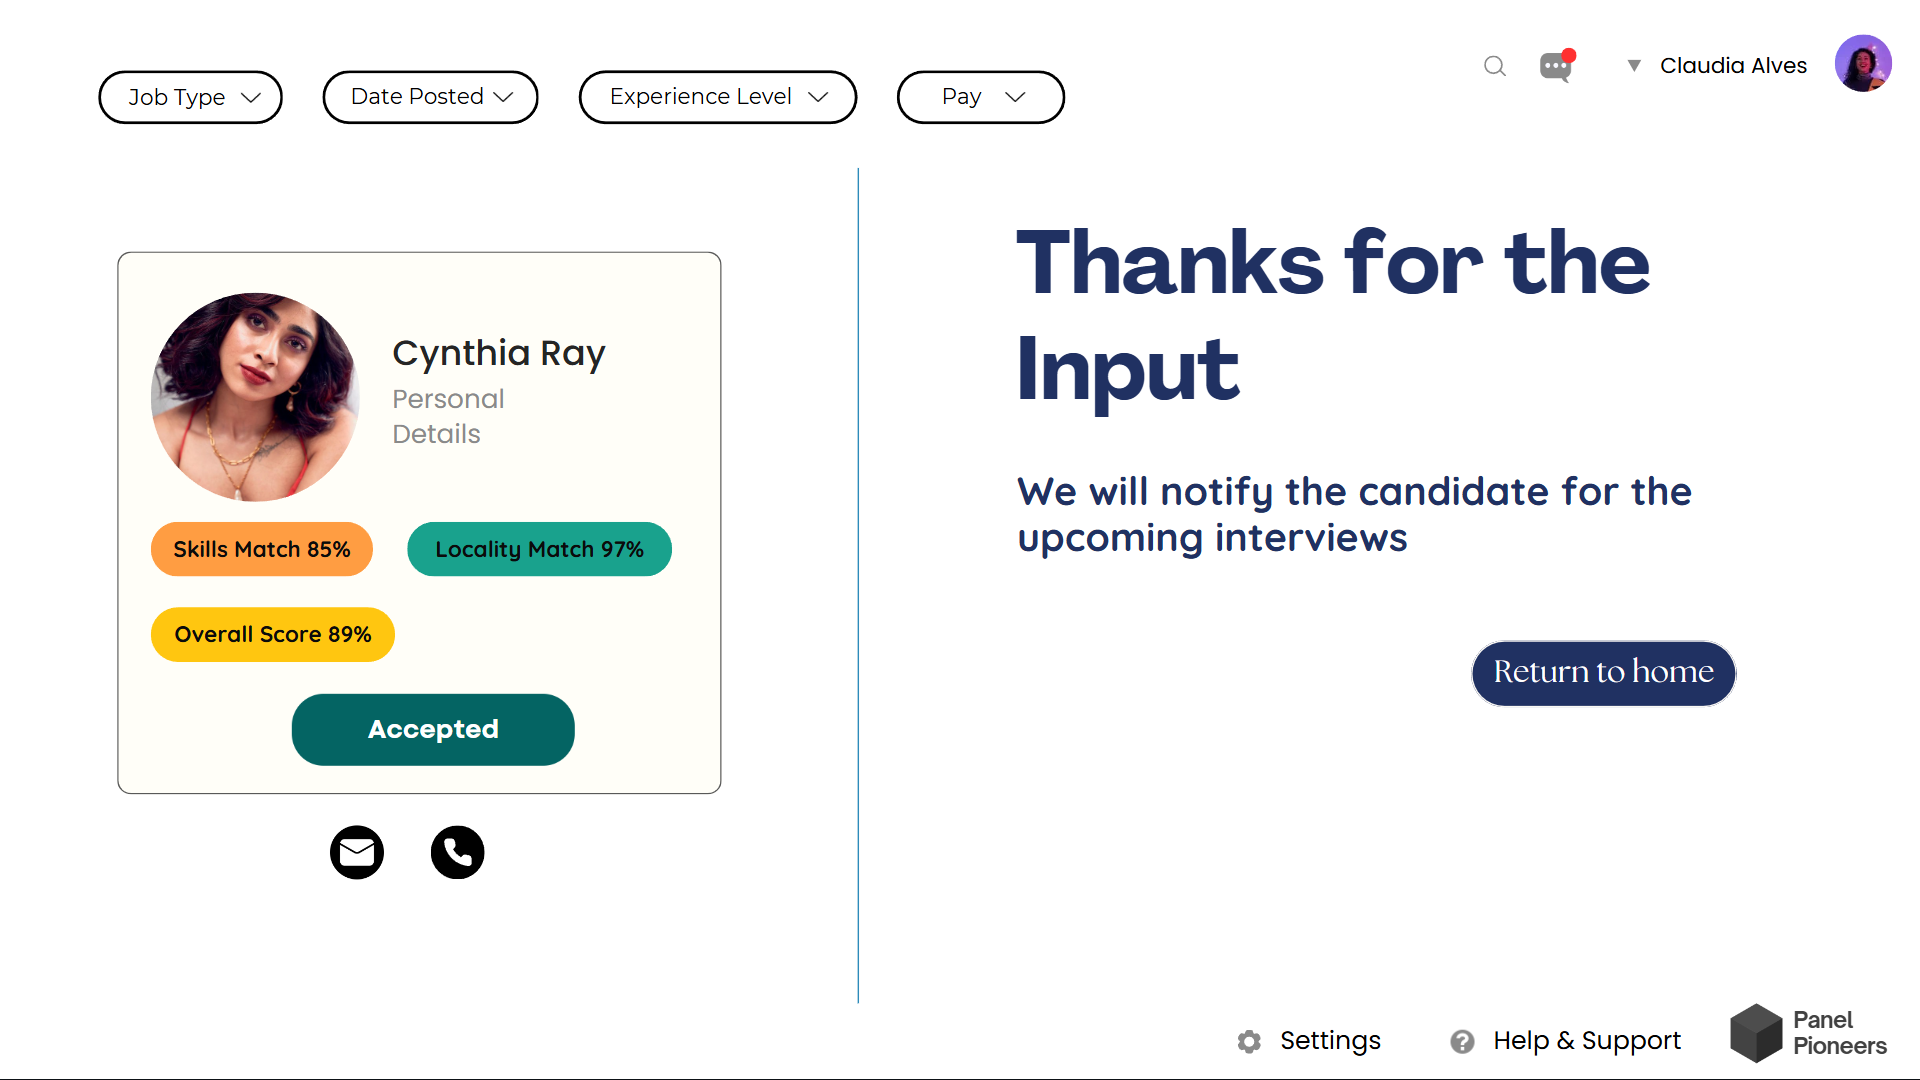 Job Type
Date Posted
Experience Level
Pay
Claudia Alves
Cynthia Ray
Personal
Details
Skills Match 85%
Locality Match 97%
Overall Score 89%
Accepted
Thanks for the
Input
We will notify the candidate for the
upcoming interviews
Return to home
Settings
Help & Support
Panel
Pioneers